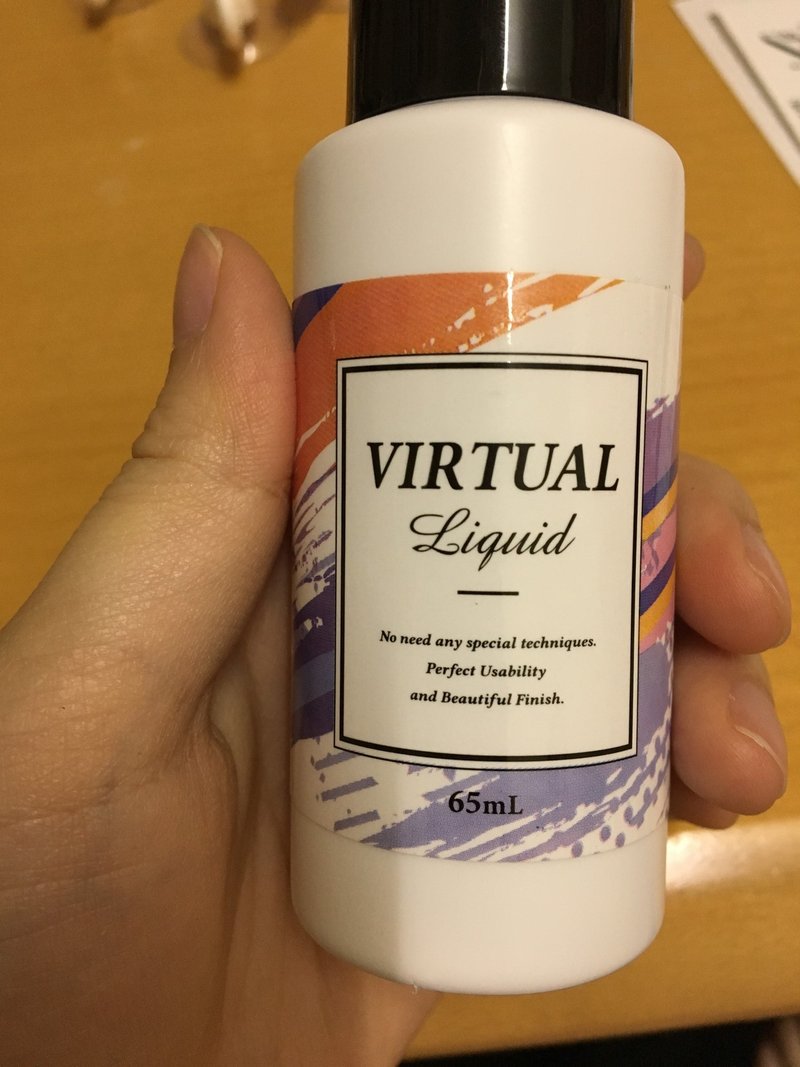 VIRTUAL
Liquid
No need any special techniques.
Perfect Usability
and Beautiful Finish.
65mL